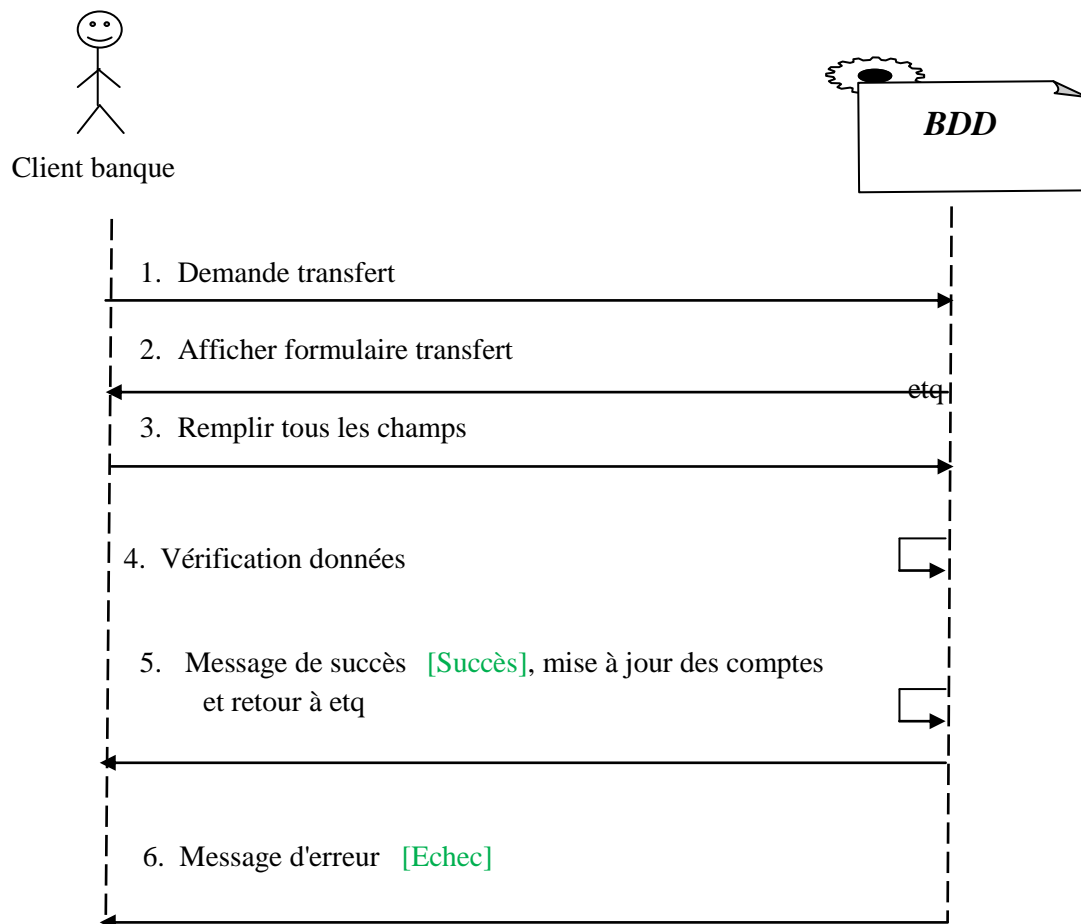 BDD
Client banque
1. Demande transfert
2. Afficher formulaire transfert
etq
3. Remplir tous les champs
4. Vérification données
5. Message de succès [Succès], mise à jour des comptes
et retour à etq
6. Message d'erreur [Echec]